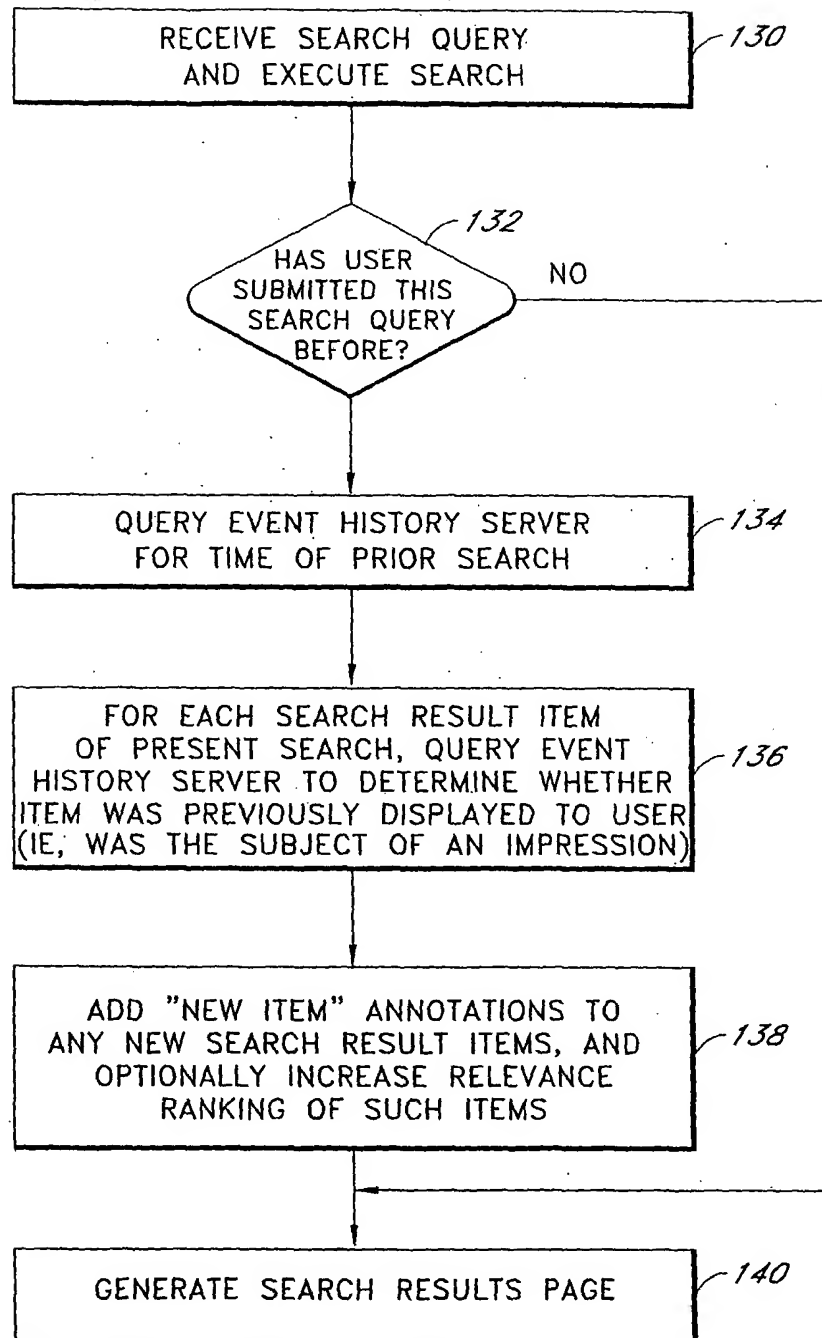 RECEIVE SEARCH QUERY
AND EXECUTE SEARCH
130
132
HAS USER
SUBMITTED THIS
SEARCH QUERY
BEFORE?
NO
QUERY EVENT HISTORY SERVER
FOR TIME OF PRIOR SEARCH
134
FOR EACH SEARCH RESULT ITEM
OF PRESENT SEARCH, QUERY EVENT
HISTORY SERVER TO DETERMINE WHETHER
ITEM WAS PREVIOUSLY DISPLAYED TO USER
(IE, WAS THE SUBJECT OF AN IMPRESSION)
136
ADD "NEW ITEM" ANNOTATIONS TO
ANY NEW SEARCH RESULT ITEMS, AND
OPTIONALLY INCREASE RELEVANCE
RANKING OF SUCH ITEMS
138
GENERATE SEARCH RESULTS PAGE
140